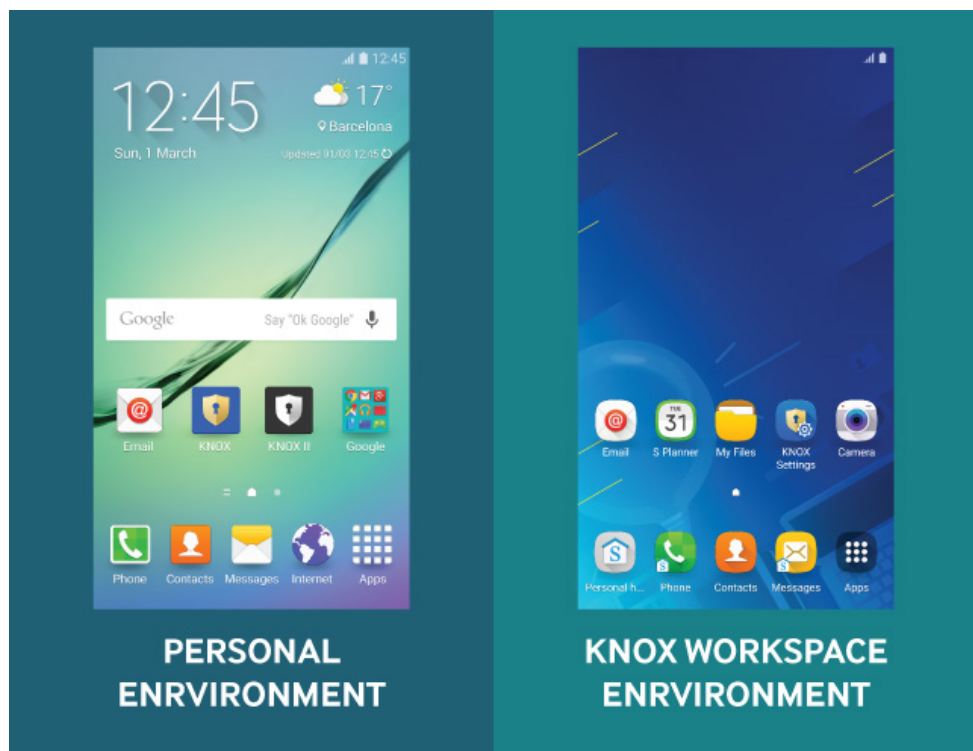 12:45
12:45
17°
Barcelona
Sun, 1 March
Updated 01/03 12:45
Google
Say "Ok Google"
@
Email
KNOX
KNOX II
Google
Phone
Contacts
Messages
Internet
Apps
PERSONAL
ENRVIRONMENT
@
TUE
31
Email
S Planner
My Files
KNOX
Settings
Camera
S
S
S
Personal h...
Phone
Contacts
Messages
Apps
KNOX WORKSPACE
ENRVIRONMENT